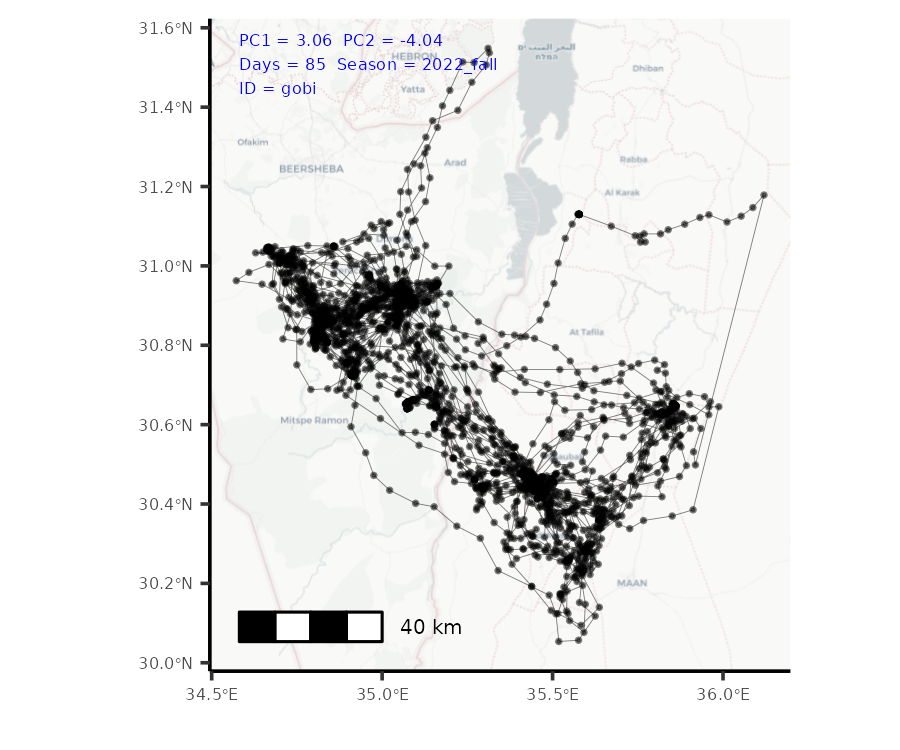 31.6°N
31.4°N
31.2°N
31.0°N
30.8°N
30.6°N
30.4°N
30.2°N
30.0°N
34.5°E
35.0°E
35.5°E
36.0°E
PC1 = 3.06 PC2 = -4.04
Days = 85 Season = 2022_fall
ID = gobi
HEBRON
Yatta
Dhiban
Ofakim
BEERSHEBA
Arad
Rabba
Al Karak
At Tafila
Mitspe Ramon
MAAN
40 km